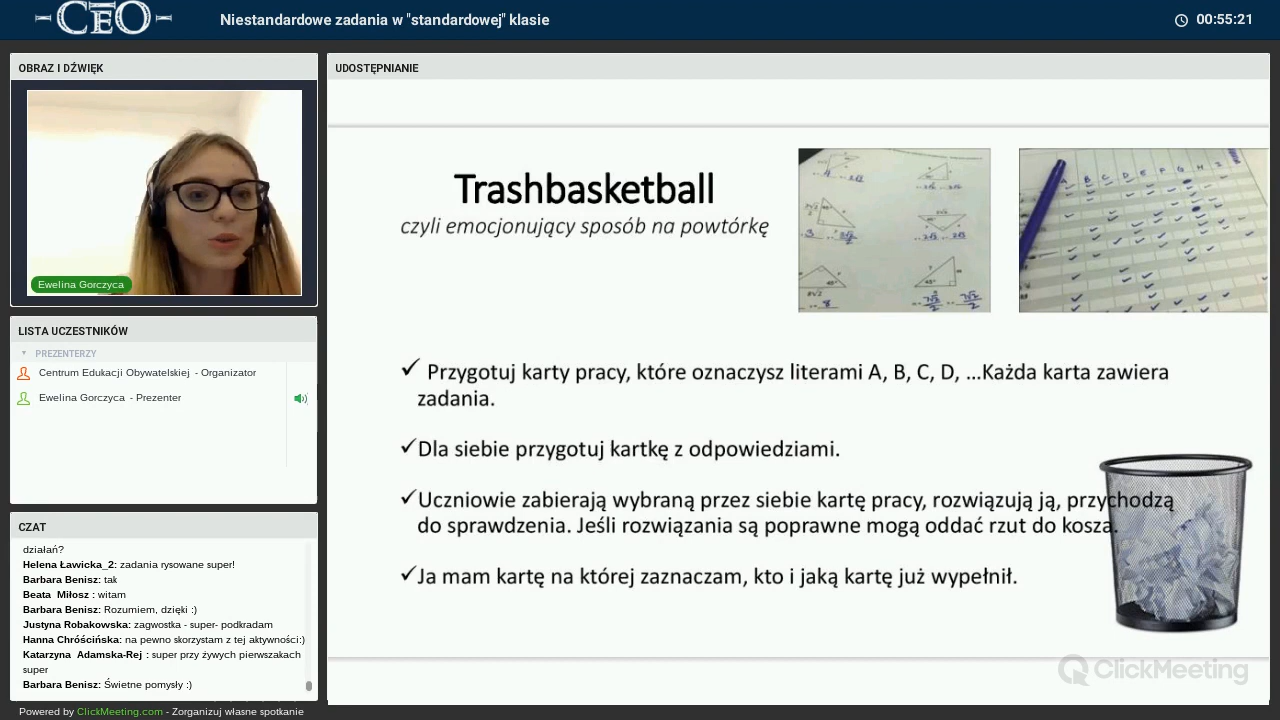 CEO
Niestandardowe zadania w "standardowej" klasie
00:55:21
OBRAZ I DŹWIĘK
Ewelina Gorczyca
LISTA UCZESTNIKÓW
PREZENTERZY
Centrum Edukacji Obywatelskiej - Organizator
Ewelina Gorczyca - Prezenter
CZAT
działań?
Helena Ławicka_2: zadania rysowane super!
Barbara Benisz: tak
Beata Miłosz : witam
Barbara Benisz: Rozumiem, dzięki :)
Justyna Robakowska: zagwostka - super- podkradam
Hanna Chróścińska: na pewno skorzystam z tej aktywności:)
Katarzyna Adamska-Rej : super przy żywych pierwszakach
super
Barbara Benisz: Świetne pomysły :)
Powered by ClickMeeting.com - Zorganizuj własne spotkanie
UDOSTĘPNIANIE
Trashbasketball
czyli emocjonujący sposób na powtórkę
A B C D E F G H I
✓ Przygotuj karty pracy, które oznaczysz literami A, B, C, D, …Każda karta zawiera
zadania.
✓Dla siebie przygotuj kartkę z odpowiedziami.
✓Uczniowie zabierają wybraną przez siebie kartę pracy, rozwiązują ją, przychodzą
do sprawdzenia. Jeśli rozwiązania są poprawne mogą oddać rzut do kosza.
✓Ja mam kartę na której zaznaczam, kto i jaką kartę już wypełnił.
ClickMeeting